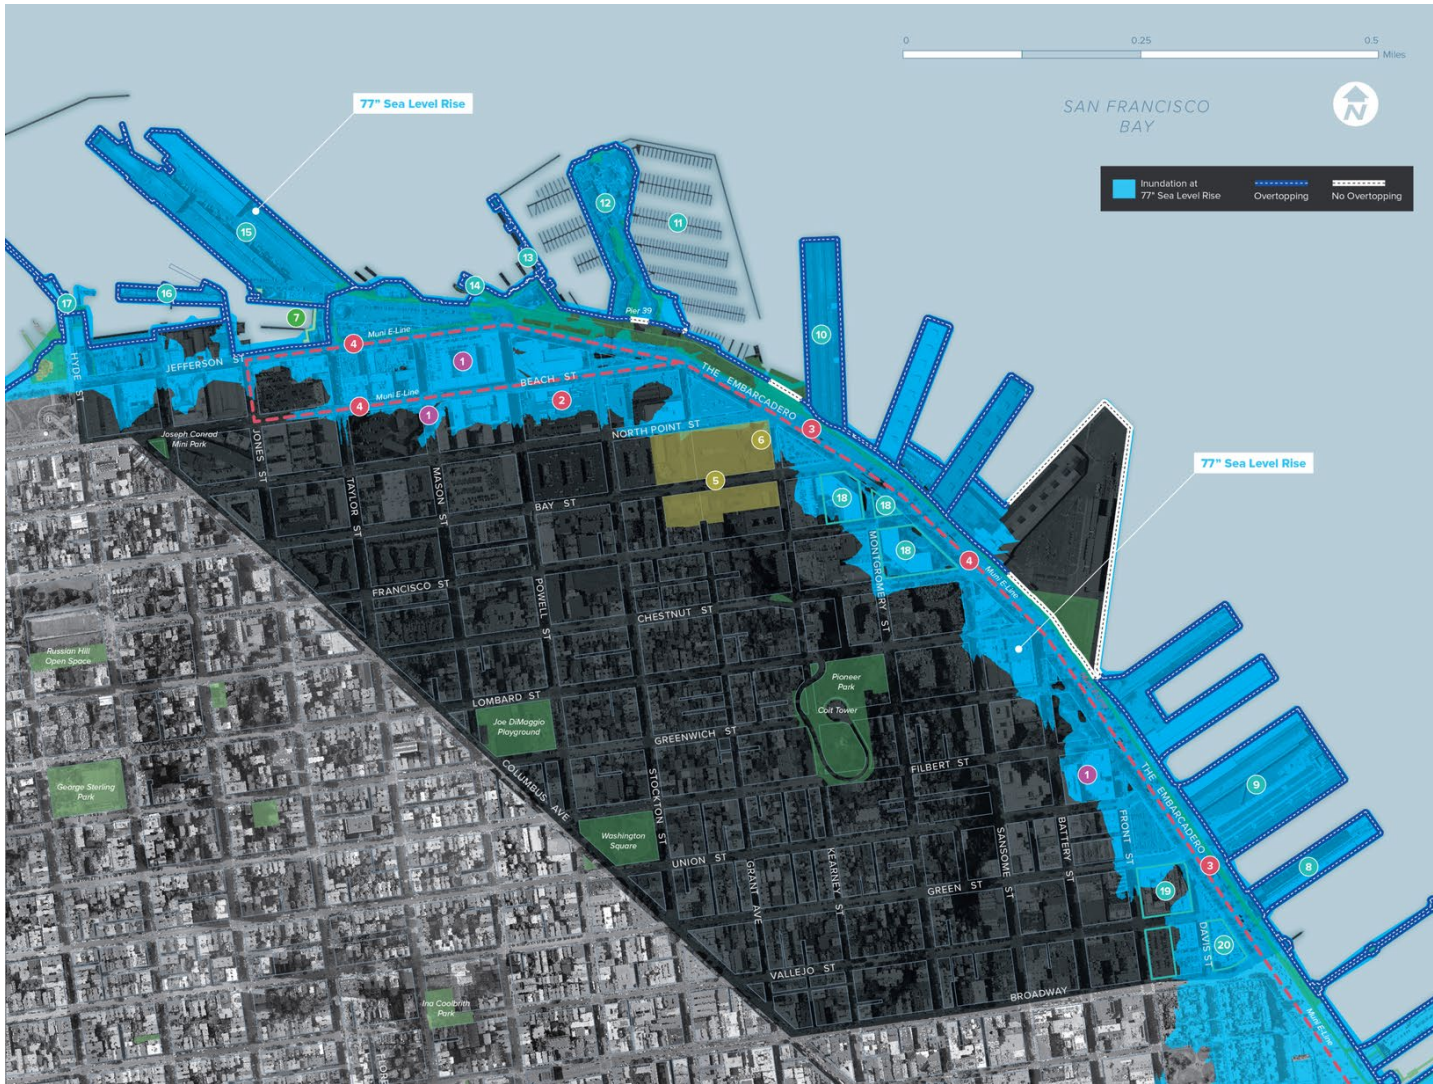 0
0.25
0.5
Miles
77" Sea Level Rise
SAN FRANCISCO
BAY
N
Inundation at
77" Sea Level Rise
Overtopping
No Overtopping
12
11
15
13
14
16
17
7
Pier 39
10
4
Muni E-Line
JEFFERSON ST
HYDE ST
1
BEACH ST
THE EMBARCADERO
Muni E-Line
4
1
2
3
Joseph Conrad
Mini Park
JONES ST
NORTH POINT ST
6
77" Sea Level Rise
TAYLOR ST
MASON ST
BAY ST
5
18
18
18
MONTGROMERY ST
4
Muni E-Line
FRANCISCO ST
POWELL ST
CHESTNUT ST
Russian Hill
Open Space
Pioneer
Park
Coit Tower
LOMBARD ST
Joe DiMaggio
Playground
GREENWICH ST
FILBERT ST
COLUMBUS AVE
STOCKTON ST
George Sterling
Park
1
THE EMBARCADERO
9
Washington
Square
UNION ST
GRANT AVE
KEARNEY ST
GREEN ST
SANSOME ST
BATTERY ST
FRONT ST
3
8
19
DAVIS ST
20
VALLEJO ST
BROADWAY
Ina Coolbrith
Park
Muni E-Line